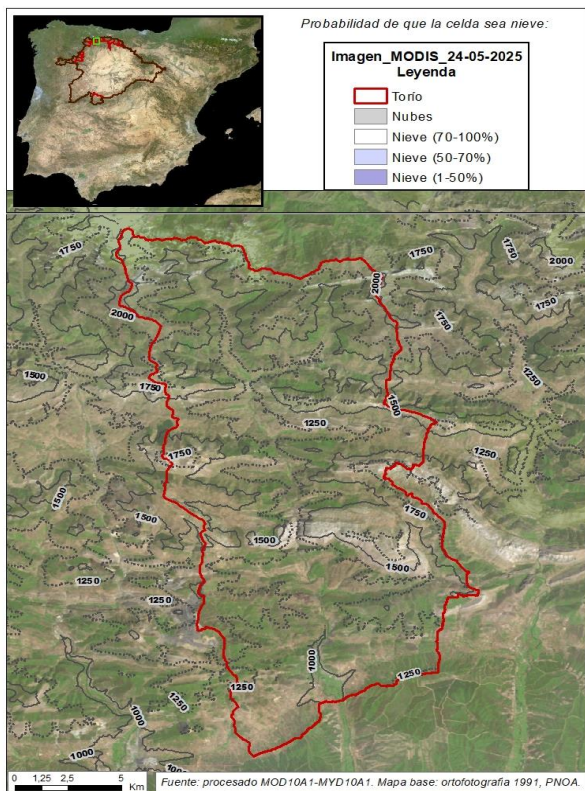 Probabilidad de que la celda sea nieve:
Imagen_MODIS_24-05-2025
Leyenda
Torío
Nubes
Nieve (70-100%)
Nieve (50-70%)
Nieve (1-50%)
1750
1750
1750
2000
2000
1750
2000
1750
1500
1750
1250
1500
1250
1250
1750
1500
1500
1750
1500
1500
1250
1250
1000
1250
1250
1250
1000
1000
1000
0 1,25 2,5 5
Km
Fuente: procesado MOD10A1-MYD10A1. Mapa base: ortofotografia 1991, PNOA.